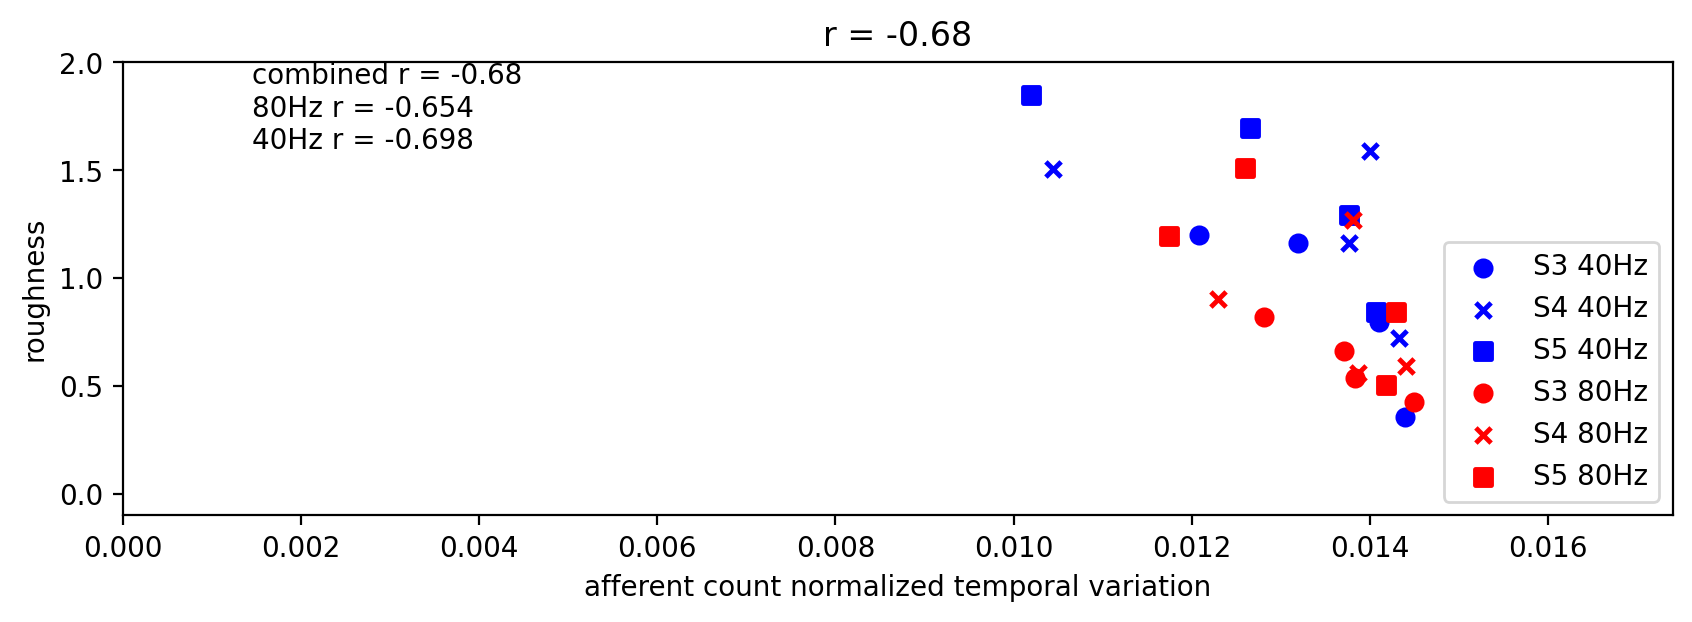 r = -0.68
combined r = -0.68
80Hz r = -0.654
40Hz r = -0.698
2.0
1.5
1.0
0.5
0.0
roughness
S3 40Hz
S4 40Hz
S5 40Hz
S3 80Hz
S4 80Hz
S5 80Hz
0.000 0.002 0.004 0.006 0.008 0.010 0.012 0.014 0.016
afferent count normalized temporal variation